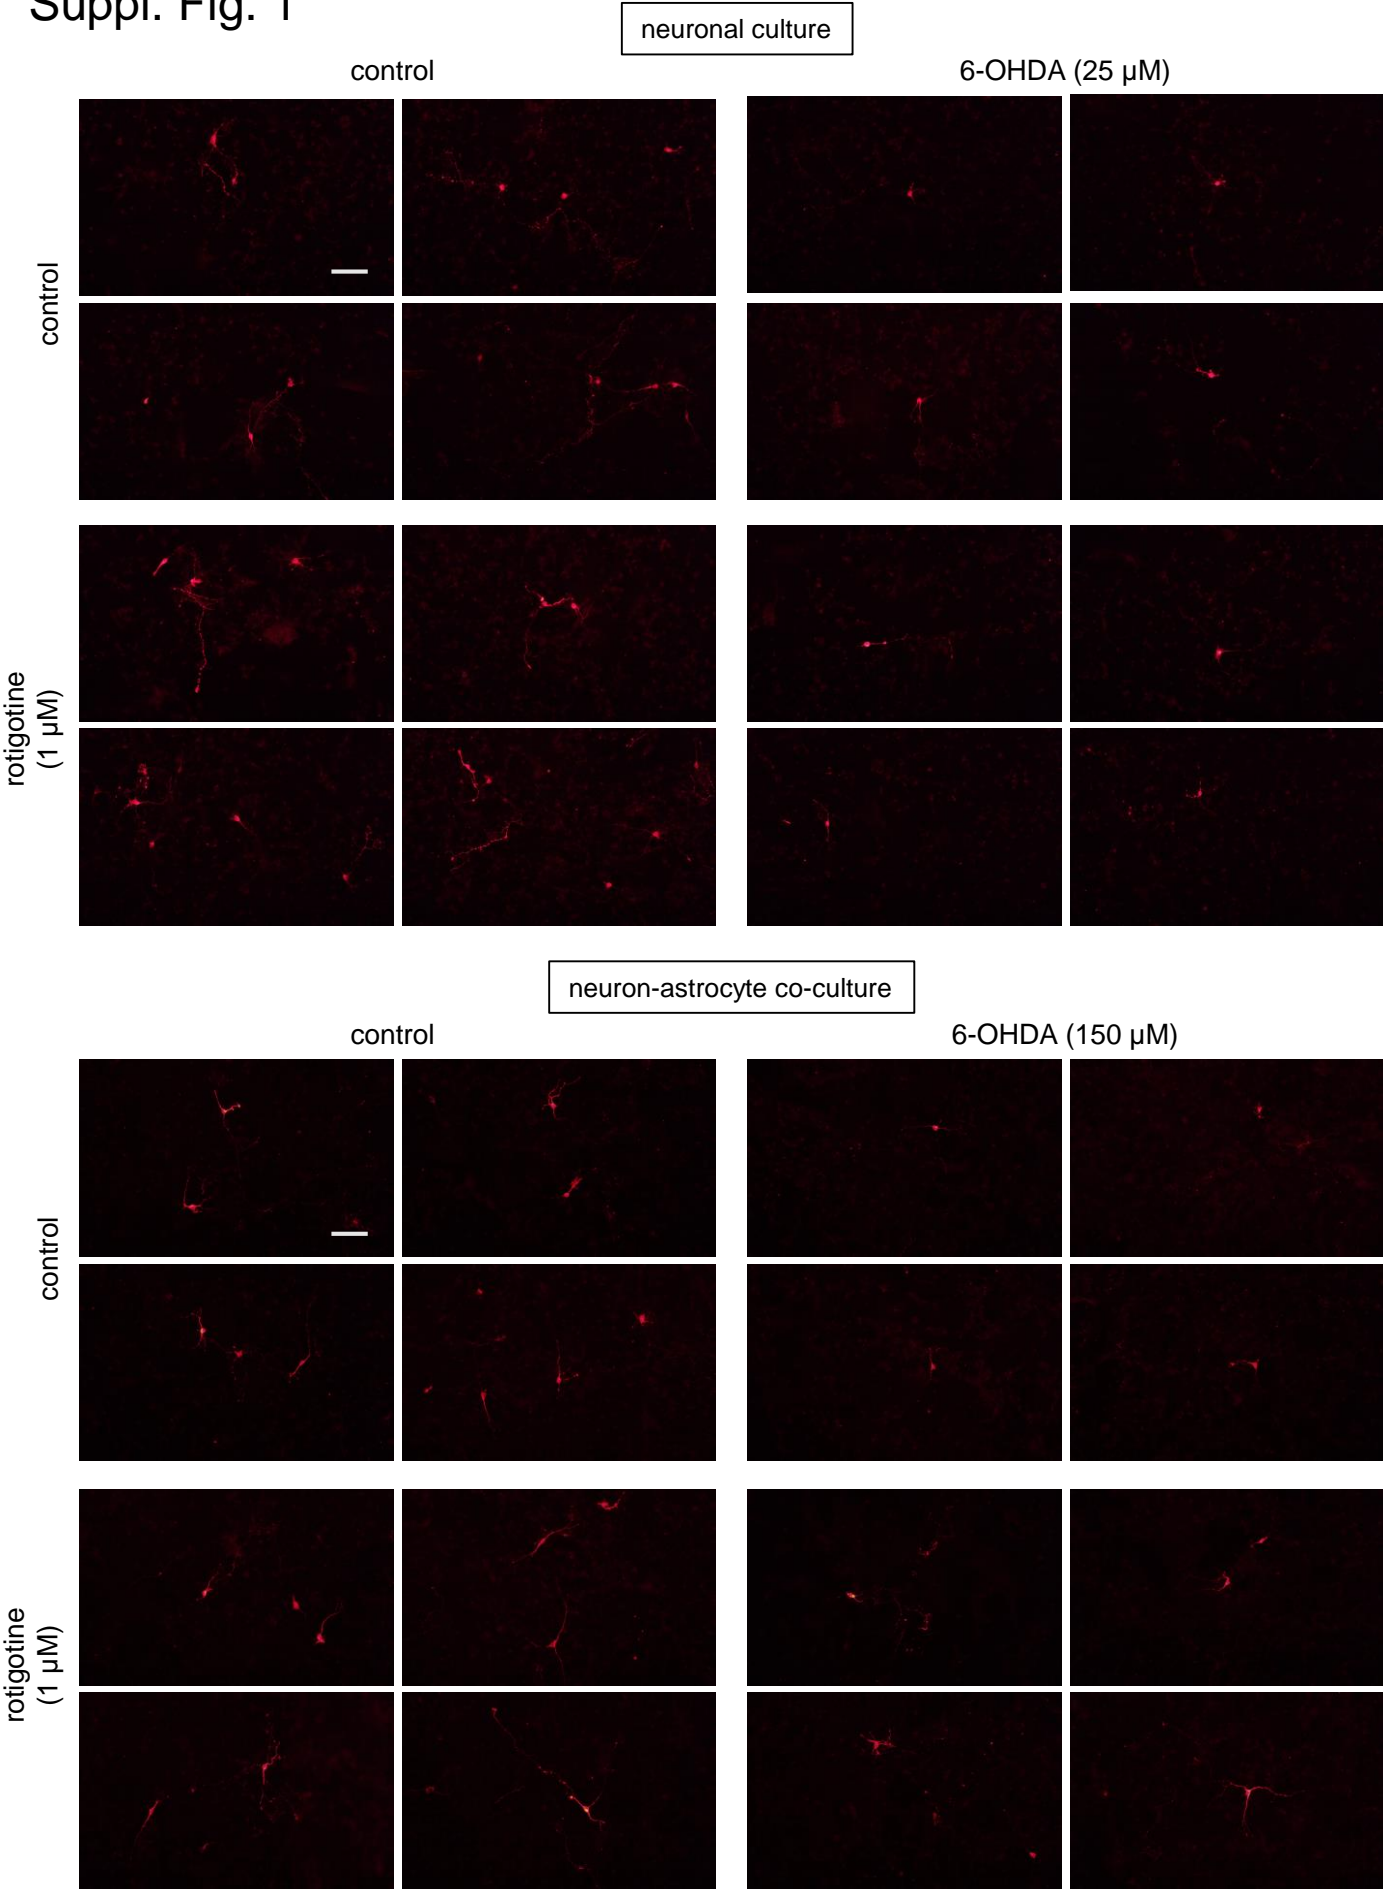 Suppl. Fig. 1
neuronal culture
control
6-OHDA (25 µM)
control
rotigotine
(1 µM)
neuron-astrocyte co-culture
control
6-OHDA (150 µM)
control
rotigotine
(1 µM)